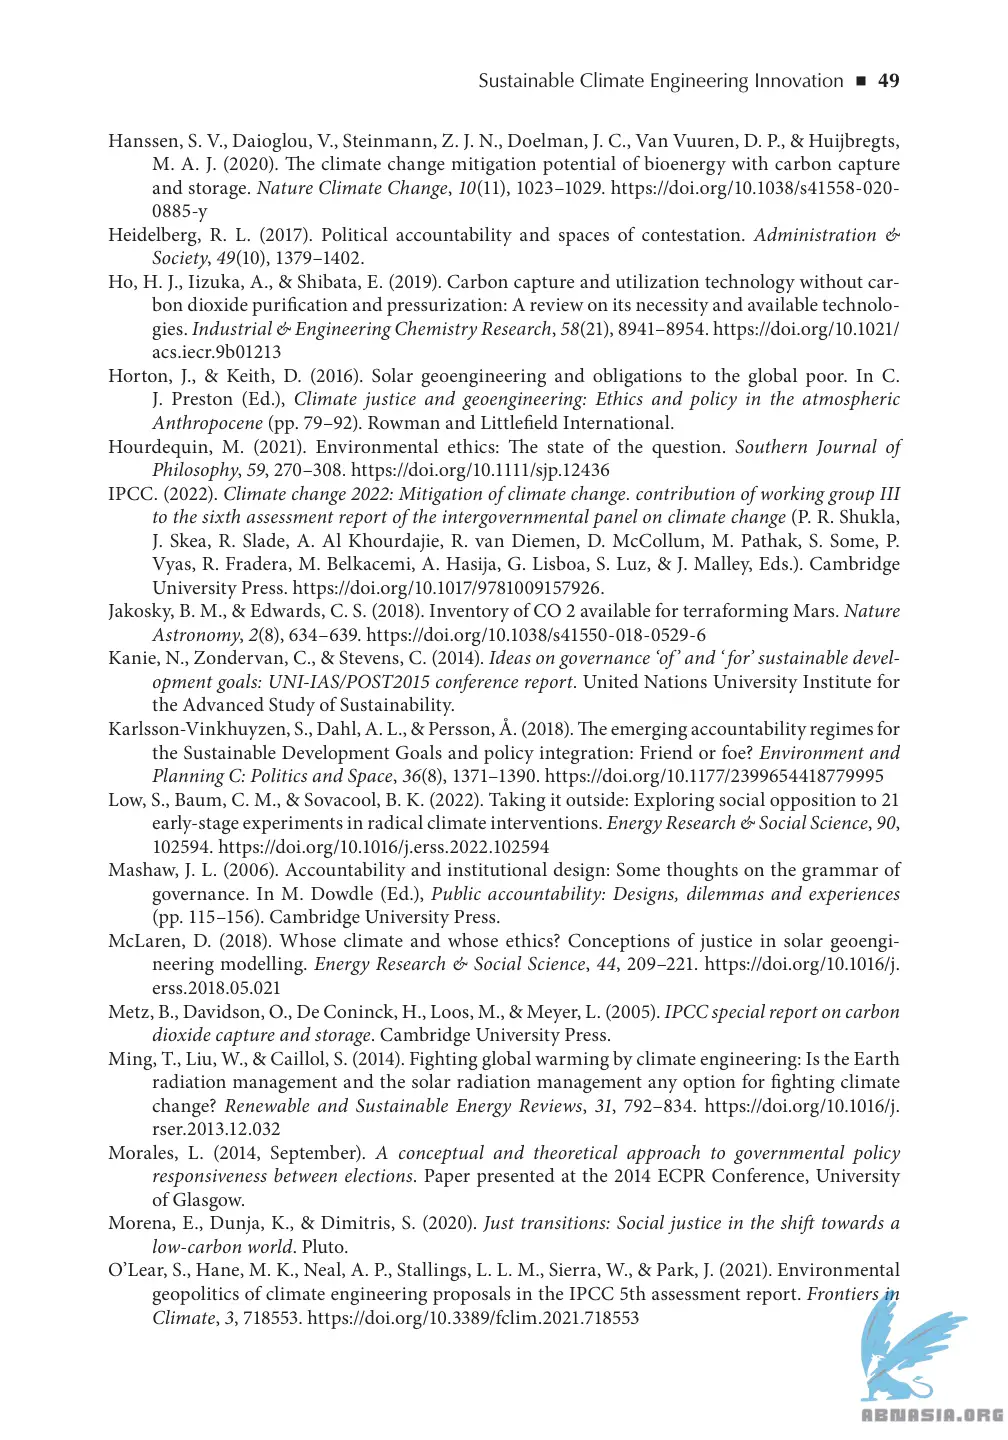 Sustainable Climate Engineering Innovation ■ 49
Hanssen, S. V., Daioglou, V., Steinmann, Z. J. N., Doelman, J. C., Van Vuuren, D. P., & Huijbregts,
M. A. J. (2020). The climate change mitigation potential of bioenergy with carbon capture
and storage. Nature Climate Change, 10(11), 1023–1029. https://doi.org/10.1038/s41558-020-
0885-y
Heidelberg, R. L. (2017). Political accountability and spaces of contestation. Administration &
Society, 49(10), 1379–1402.
Ho, H. J., Iizuka, A., & Shibata, E. (2019). Carbon capture and utilization technology without car-
bon dioxide purification and pressurization: A review on its necessity and available technolo-
gies. Industrial & Engineering Chemistry Research, 58(21), 8941–8954. https://doi.org/10.1021/
acs.iecr.9b01213
Horton, J., & Keith, D. (2016). Solar geoengineering and obligations to the global poor. In C.
J. Preston (Ed.), Climate justice and geoengineering: Ethics and policy in the atmospheric
Anthropocene (pp. 79–92). Rowman and Littlefield International.
Hourdequin, M. (2021). Environmental ethics: The state of the question. Southern Journal of
Philosophy, 59, 270–308. https://doi.org/10.1111/sjp.12436
IPCC. (2022). Climate change 2022: Mitigation of climate change. contribution of working group III
to the sixth assessment report of the intergovernmental panel on climate change (P. R. Shukla,
J. Skea, R. Slade, A. Al Khourdajie, R. van Diemen, D. McCollum, M. Pathak, S. Some, P.
Vyas, R. Fradera, M. Belkacemi, A. Hasija, G. Lisboa, S. Luz, & J. Malley, Eds.). Cambridge
University Press. https://doi.org/10.1017/9781009157926.
Jakosky, B. M., & Edwards, C. S. (2018). Inventory of CO 2 available for terraforming Mars. Nature
Astronomy, 2(8), 634–639. https://doi.org/10.1038/s41550-018-0529-6
Kanie, N., Zondervan, C., & Stevens, C. (2014). Ideas on governance ‘of’ and ‘for’ sustainable devel-
opment goals: UNI-IAS/POST2015 conference report. United Nations University Institute for
the Advanced Study of Sustainability.
Karlsson-Vinkhuyzen, S., Dahl, A. L., & Persson, Å. (2018). The emerging accountability regimes for
the Sustainable Development Goals and policy integration: Friend or foe? Environment and
Planning C: Politics and Space, 36(8), 1371–1390. https://doi.org/10.1177/2399654418779995
Low, S., Baum, C. M., & Sovacool, B. K. (2022). Taking it outside: Exploring social opposition to 21
early-stage experiments in radical climate interventions. Energy Research & Social Science, 90,
102594. https://doi.org/10.1016/j.erss.2022.102594
Mashaw, J. L. (2006). Accountability and institutional design: Some thoughts on the grammar of
governance. In M. Dowdle (Ed.), Public accountability: Designs, dilemmas and experiences
(pp. 115–156). Cambridge University Press.
McLaren, D. (2018). Whose climate and whose ethics? Conceptions of justice in solar geoengi-
neering modelling. Energy Research & Social Science, 44, 209–221. https://doi.org/10.1016/j.
erss.2018.05.021
Metz, B., Davidson, O., De Coninck, H., Loos, M., & Meyer, L. (2005). IPCC special report on carbon
dioxide capture and storage. Cambridge University Press.
Ming, T., Liu, W., & Caillol, S. (2014). Fighting global warming by climate engineering: Is the Earth
radiation management and the solar radiation management any option for fighting climate
change? Renewable and Sustainable Energy Reviews, 31, 792–834. https://doi.org/10.1016/j.
rser.2013.12.032
Morales, L. (2014, September). A conceptual and theoretical approach to governmental policy
responsiveness between elections. Paper presented at the 2014 ECPR Conference, University
of Glasgow.
Morena, E., Dunja, K., & Dimitris, S. (2020). Just transitions: Social justice in the shift towards a
low-carbon world. Pluto.
O’Lear, S., Hane, M. K., Neal, A. P., Stallings, L. L. M., Sierra, W., & Park, J. (2021). Environmental
geopolitics of climate engineering proposals in the IPCC 5th assessment report. Frontiers in
Climate, 3, 718553. https://doi.org/10.3389/fclim.2021.718553
ABNASIA.ORG